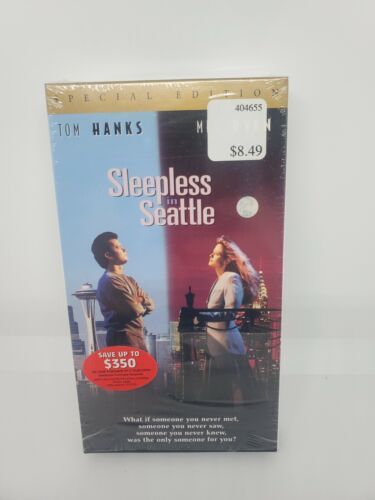 SPECIAL EDITION
404655
$8.49
TOM HANKS
Sleepless
in
Seattle
SAVE UP TO
$350
What if someone you never met,
someone you never saw,
someone you never knew,
was the only someone for you?